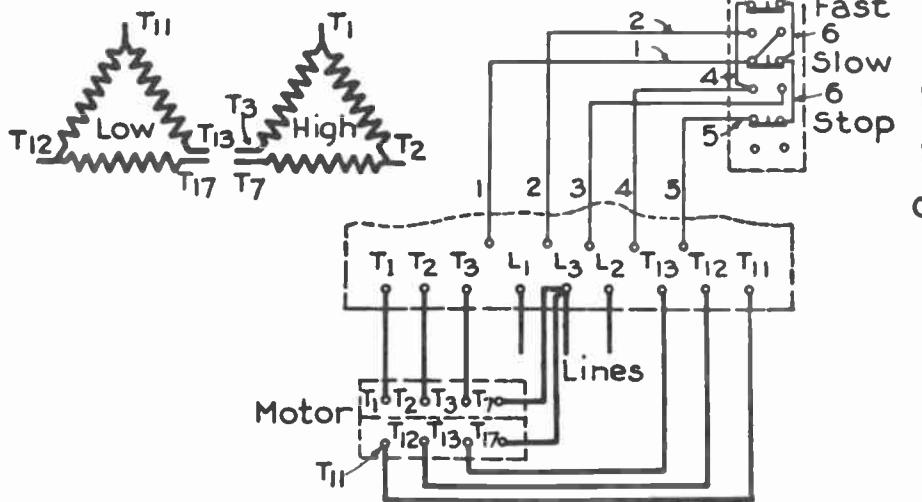 T11 T1 2 Fast
6
1 Slow
4
T12 Low T13 T3 High T2 6
5 Stop
T17 T7
1 2 3 4 5
T1 T2 T3 L1 L3 L2 T13 T12 T11
Lines
Motor T1 T2 T3 T7
T12 T13 T17
T11